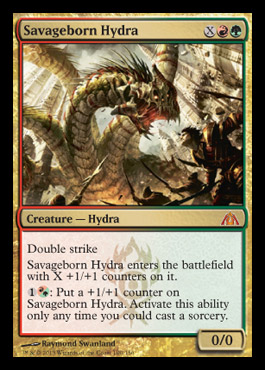 Savageborn Hydra X
Creature — Hydra
Double strike
Savageborn Hydra enters the battlefield
with X +1/+1 counters on it.
1 : Put a +1/+1 counter on
Savageborn Hydra. Activate this ability
only any time you could cast a sorcery.
Raymond Swanland
0/0